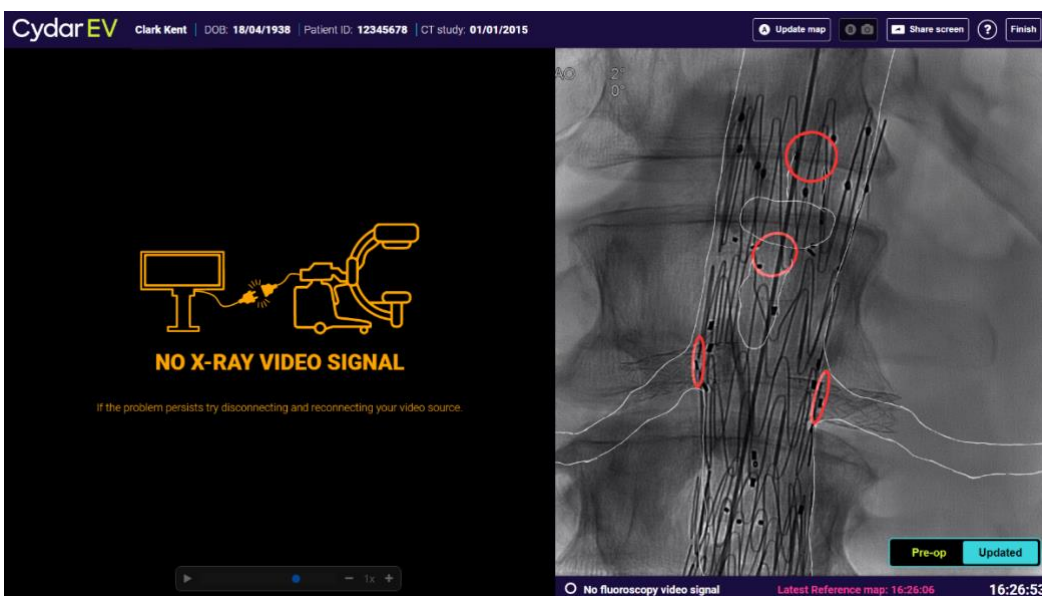 CydarEV Clark Kent | DOB: 18/04/1938 | Patient ID: 12345678 | CT study: 01/01/2015 A Update map B Share screen ? Finish
AO 2°
0°
NO X-RAY VIDEO SIGNAL
If the problem persists try disconnecting and reconnecting your video source.
Pre-op Updated
1x
No fluoroscopy video signal Latest Reference map: 16:26:06 16:26:53